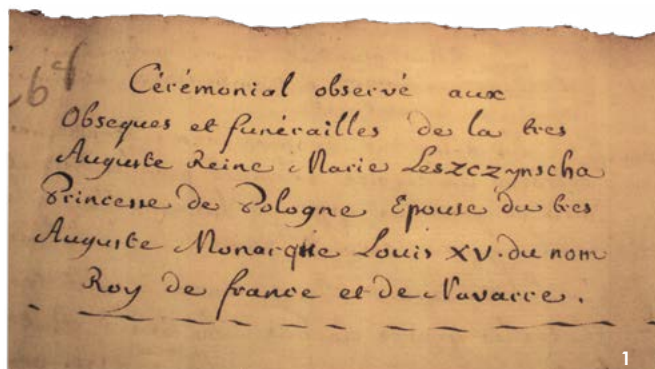 Cérémonial observé aux
Obseques et funérailles de la tres
Auguste Reine Marie Leszczynscha
Princesse de Pologne Epouse du tres
Auguste Monarque Louis XV. du nom
Roy de france et de Navarre.
1